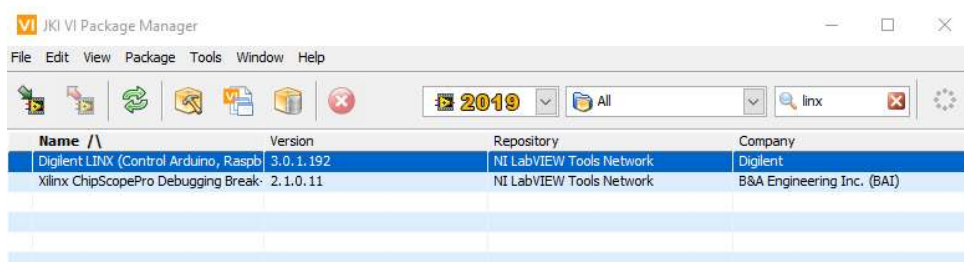 VI JKI VI Package Manager
File Edit View Package Tools Window Help
2019 All linx
Name /\ Version Repository Company
Digilent LINX (Control Arduino, Raspb 3.0.1.192 NI LabVIEW Tools Network Digilent
Xilinx ChipScopePro Debugging Break- 2.1.0.11 NI LabVIEW Tools Network B&A Engineering Inc. (BAI)